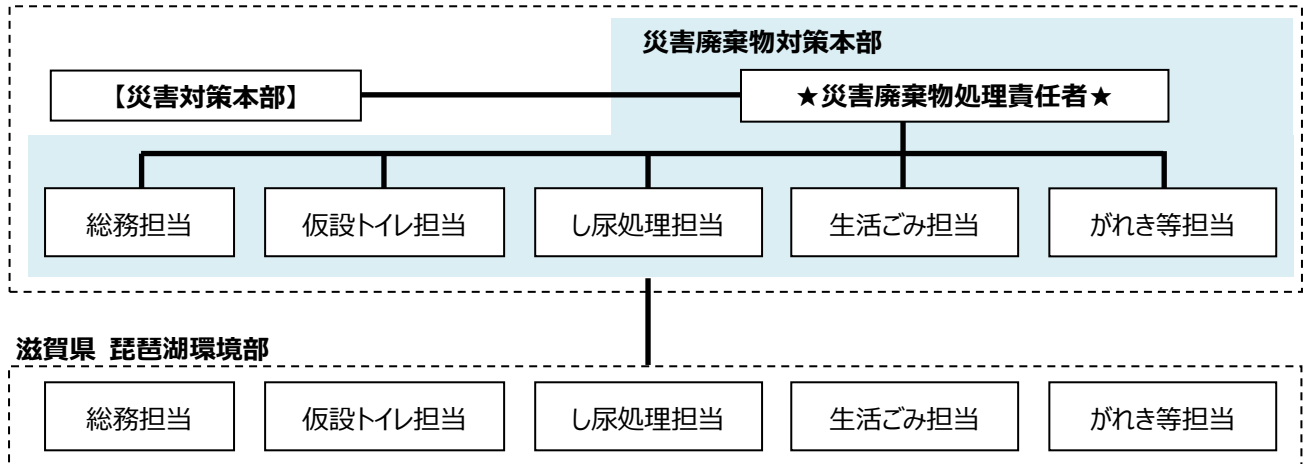 災害廃棄物対策本部
【災害対策本部】
★災害廃棄物処理責任者★
総務担当
仮設トイレ担当
し尿処理担当
生活ごみ担当
がれき等担当
滋賀県 琵琶湖環境部
総務担当
仮設トイレ担当
し尿処理担当
生活ごみ担当
がれき等担当